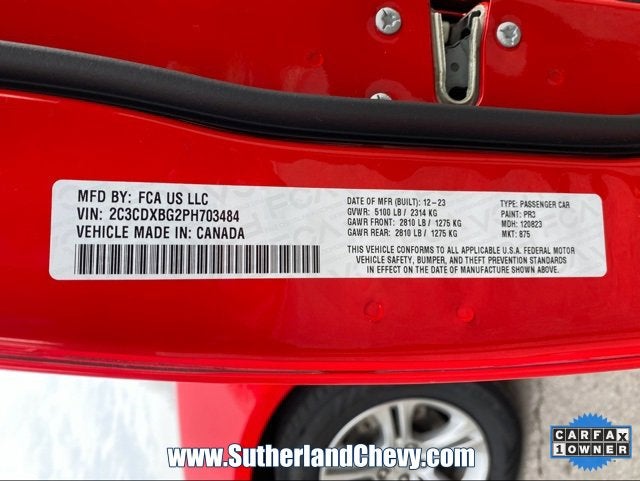 MFD BY: FCA US LLC
VIN: 2C3CDXBG2PH703484
VEHICLE MADE IN: CANADA
DATE OF MFR (BUILT): 12-23
GVWR: 5100 LB / 2314 KG
GAWR FRONT: 2810 LB / 1275 KG
GAWR REAR: 2810 LB / 1275 KG
THIS VEHICLE CONFORMS TO ALL APPLICABLE U.S.A. FEDERAL MOTOR
VEHICLE SAFETY, BUMPER, AND THEFT PREVENTION STANDARDS
IN EFFECT ON THE DATE OF MANUFACTURE SHOWN ABOVE.
TYPE: PASSENGER CAR
PAINT: PR3
MDH: 120823
MKT: 875
www.SutherlandChevy.com
CARFAX
1 OWNER